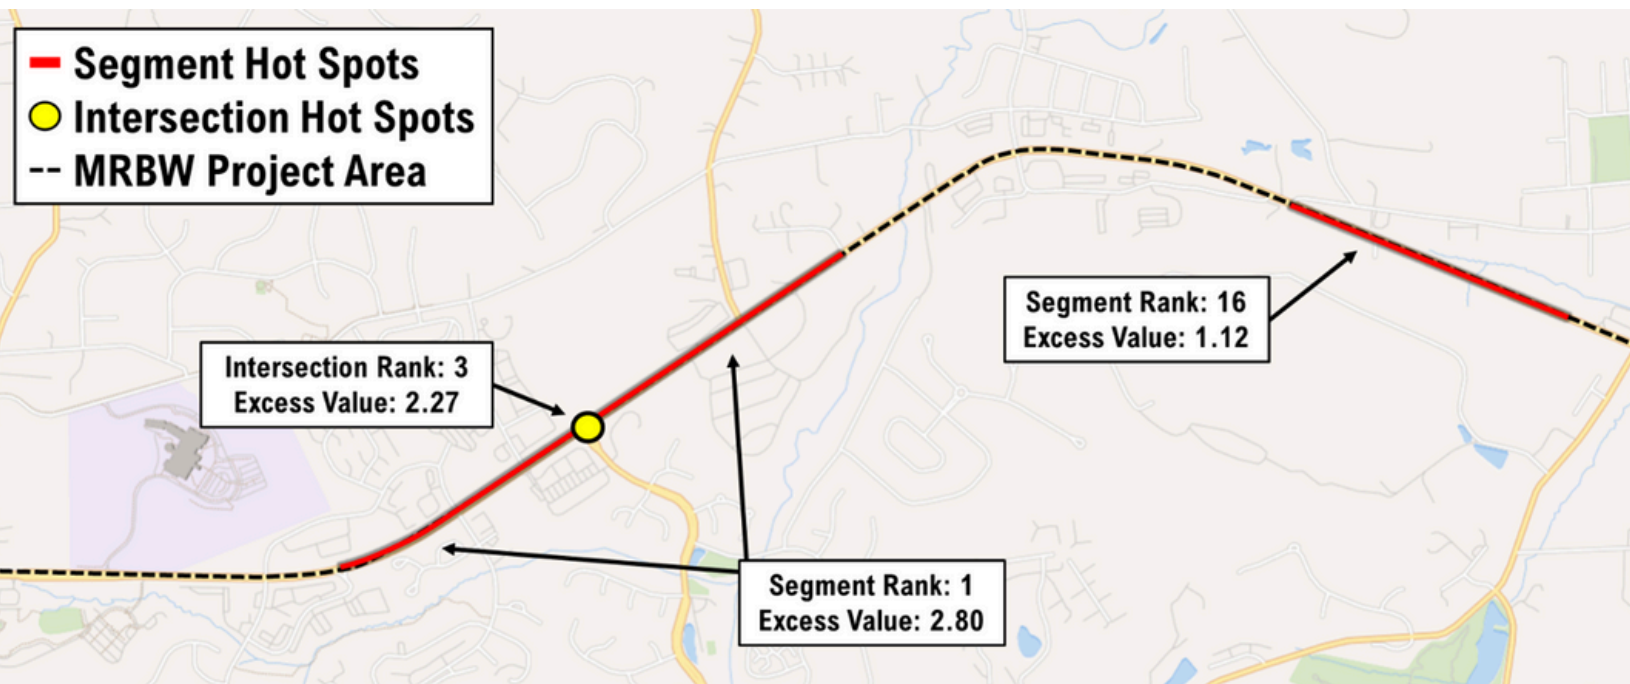 Segment Hot Spots
Intersection Hot Spots
MRBW Project Area
Segment Rank: 16
Excess Value: 1.12
Intersection Rank: 3
Excess Value: 2.27
Segment Rank: 1
Excess Value: 2.80